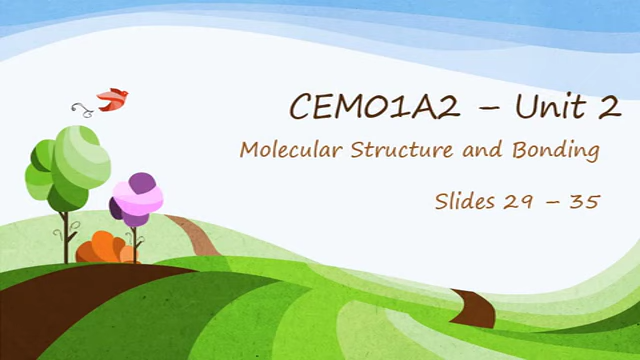 CEM01A2 – Unit 2
Molecular Structure and Bonding
Slides 29 – 35